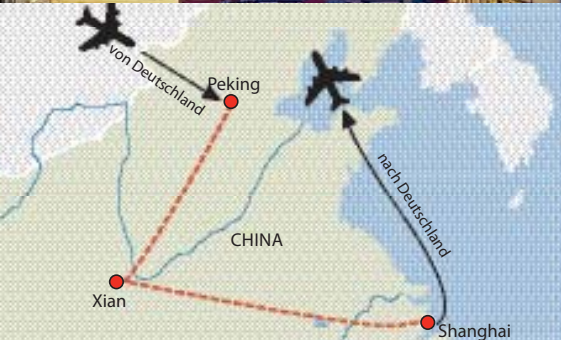 von Deutschland
Peking
nach Deutschland
CHINA
Xian
Shanghai